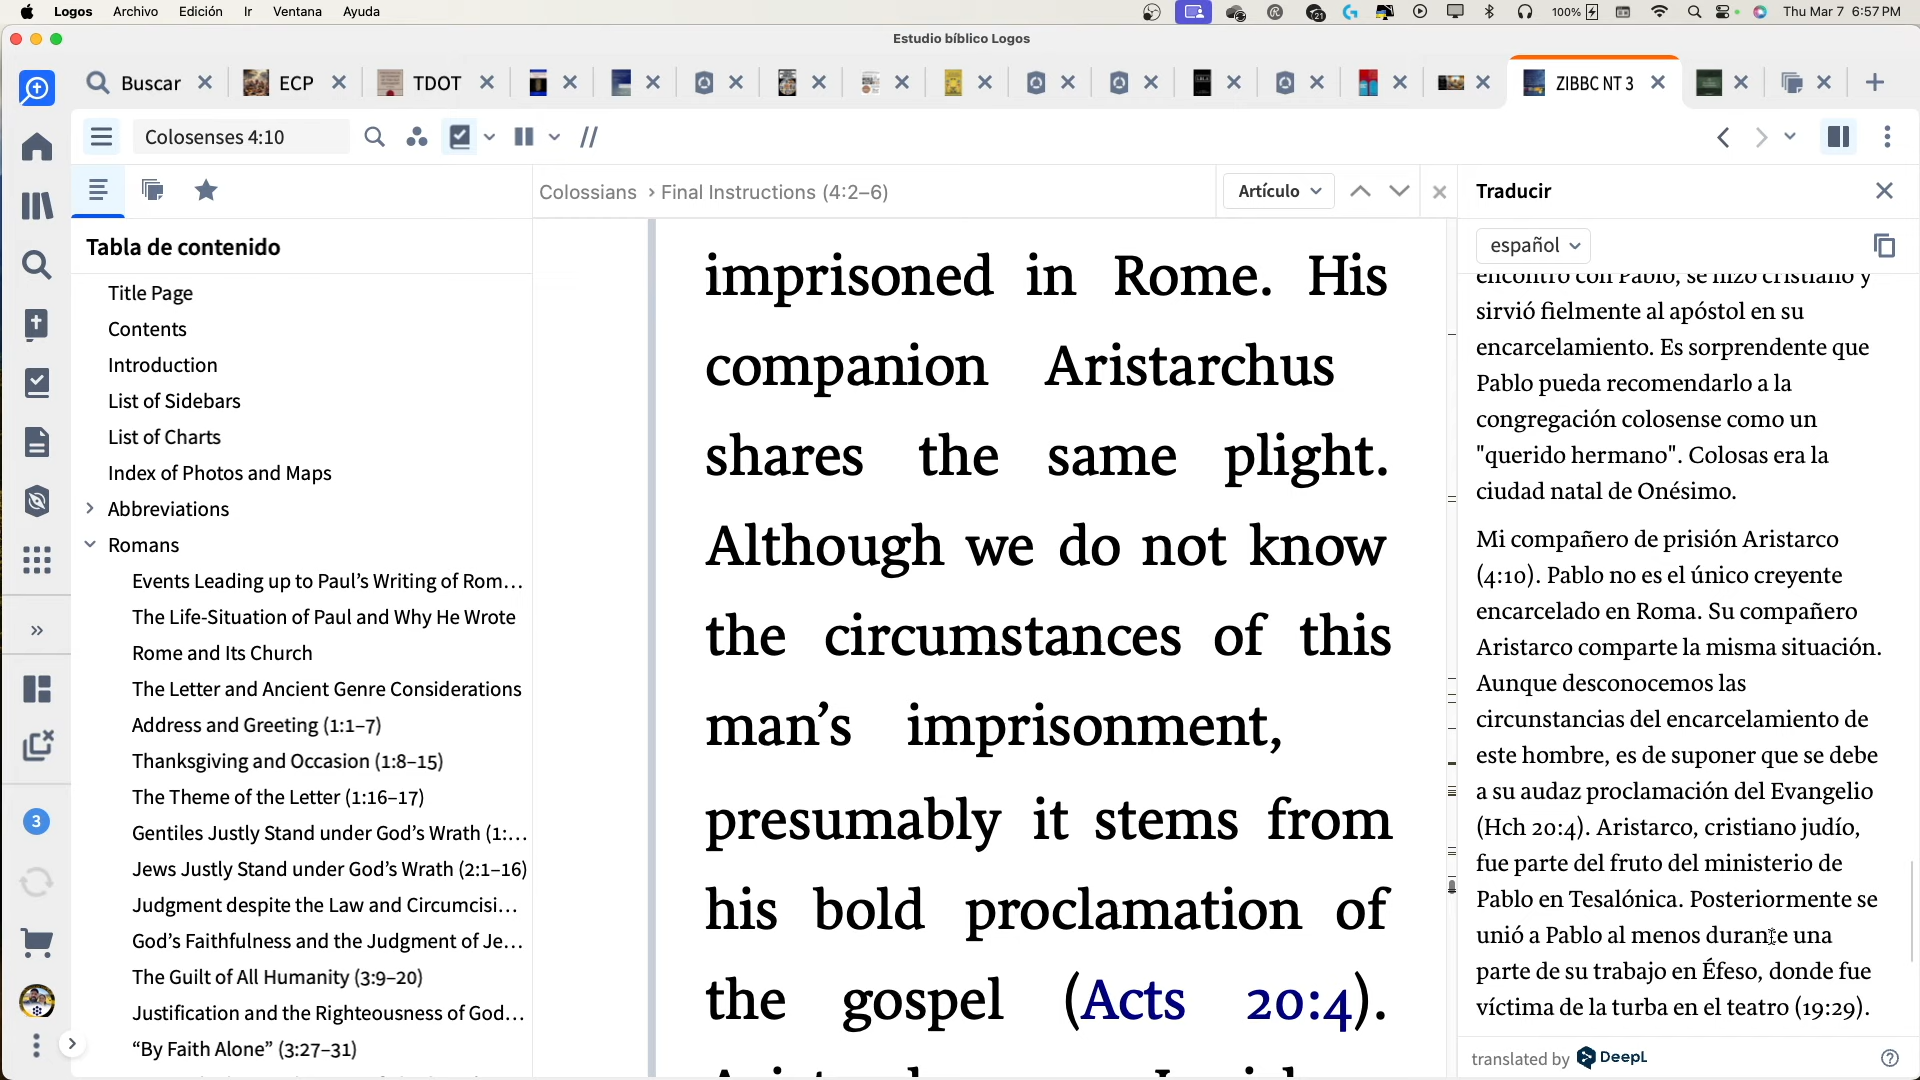 Logos Archivo Edición Ir Ventana Ayuda
21 100% Thu Mar 7 6:57 PM
Estudio bíblico Logos
Buscar ECP TDOT ZIBBC NT 3
Colosenses 4:10
Colossians › Final Instructions (4:2–6)
Artículo
Traducir
español
Tabla de contenido
Title Page
Contents
Introduction
List of Sidebars
List of Charts
Index of Photos and Maps
Abbreviations
Romans
Events Leading up to Paul’s Writing of Rom…
The Life-Situation of Paul and Why He Wrote
Rome and Its Church
The Letter and Ancient Genre Considerations
Address and Greeting (1:1–7)
Thanksgiving and Occasion (1:8–15)
The Theme of the Letter (1:16–17)
Gentiles Justly Stand under God’s Wrath (1:…
Jews Justly Stand under God’s Wrath (2:1–16)
Judgment despite the Law and Circumcisi…
God’s Faithfulness and the Judgment of Je…
The Guilt of All Humanity (3:9–20)
Justification and the Righteousness of God…
“By Faith Alone” (3:27–31)
3
imprisoned in Rome. His
companion Aristarchus
shares the same plight.
Although we do not know
the circumstances of this
man’s imprisonment,
presumably it stems from
his bold proclamation of
the gospel (Acts 20:4).
encontró con Pablo, se hizo cristiano y
sirvió fielmente al apóstol en su
encarcelamiento. Es sorprendente que
Pablo pueda recomendarlo a la
congregación colosense como un
"querido hermano". Colosas era la
ciudad natal de Onésimo.
Mi compañero de prisión Aristarco
(4:10). Pablo no es el único creyente
encarcelado en Roma. Su compañero
Aristarco comparte la misma situación.
Aunque desconocemos las
circunstancias del encarcelamiento de
este hombre, es de suponer que se debe
a su audaz proclamación del Evangelio
(Hch 20:4). Aristarco, cristiano judío,
fue parte del fruto del ministerio de
Pablo en Tesalónica. Posteriormente se
unió a Pablo al menos durante una
parte de su trabajo en Éfeso, donde fue
víctima de la turba en el teatro (19:29).
translated by DeepL